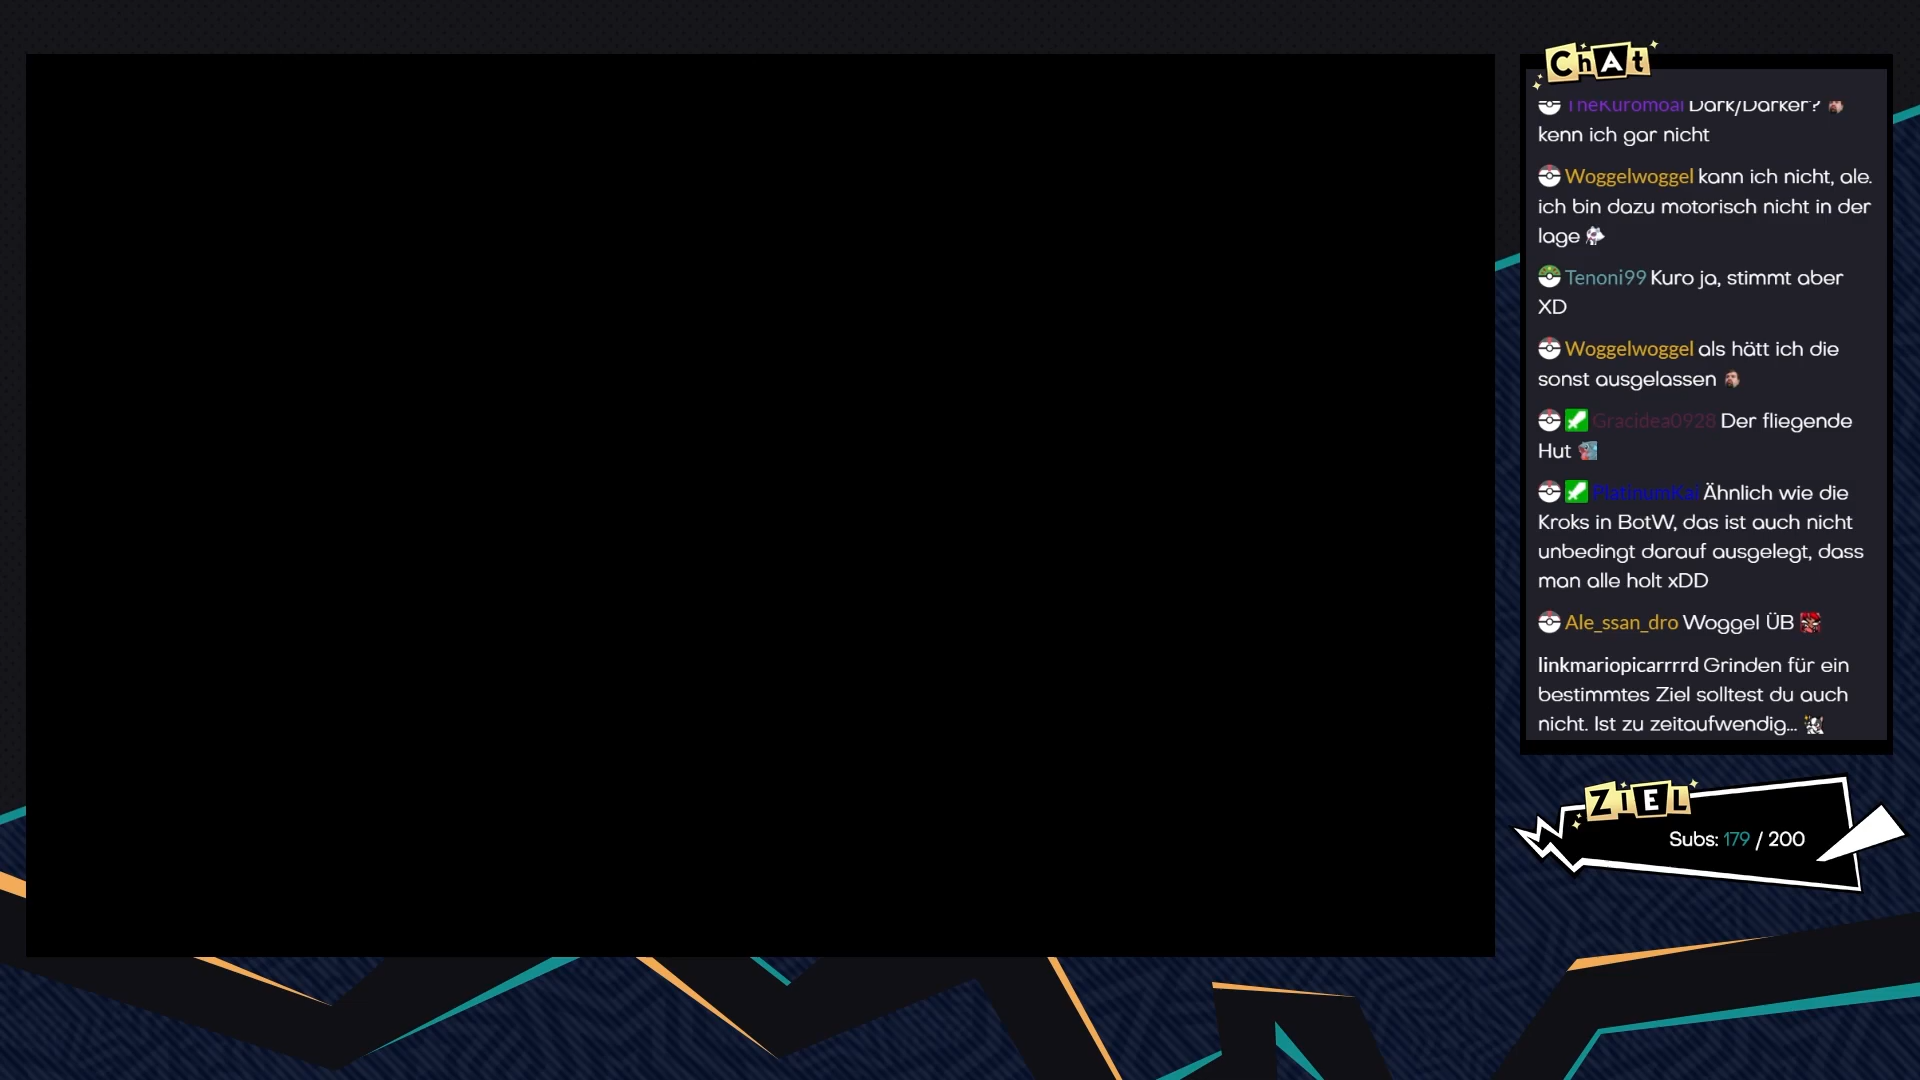 ChAt
TheKuromoai Dark/Darker?
kenn ich gar nicht
Woggelwoggel kann ich nicht, ale.
ich bin dazu motorisch nicht in der
lage
Tenoni99 Kuro ja, stimmt aber
XD
Woggelwoggel als hätt ich die
sonst ausgelassen
Gracidea0928 Der fliegende
Hut
PlatinumKai Ähnlich wie die
Kroks in BotW, das ist auch nicht
unbedingt darauf ausgelegt, dass
man alle holt xDD
Ale_ssan_dro Woggel ÜB
linkmariopicarrrrd Grinden für ein
bestimmtes Ziel solltest du auch
nicht. Ist zu zeitaufwendig...
ZiEL
Subs: 179 / 200